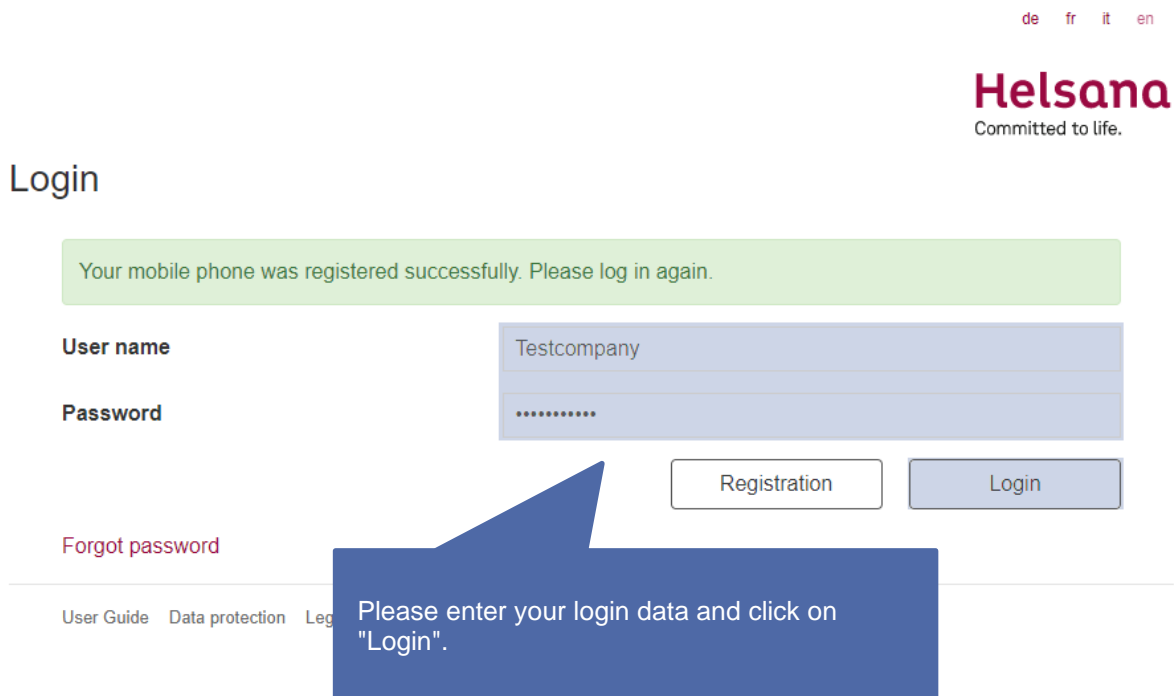 de fr it en
Helsana
Committed to life.
Login
Your mobile phone was registered successfully. Please log in again.
User name
Testcompany
Password
•••••••••••
Registration
Login
Forgot password
User Guide Data protection Leg
Please enter your login data and click on
"Login".